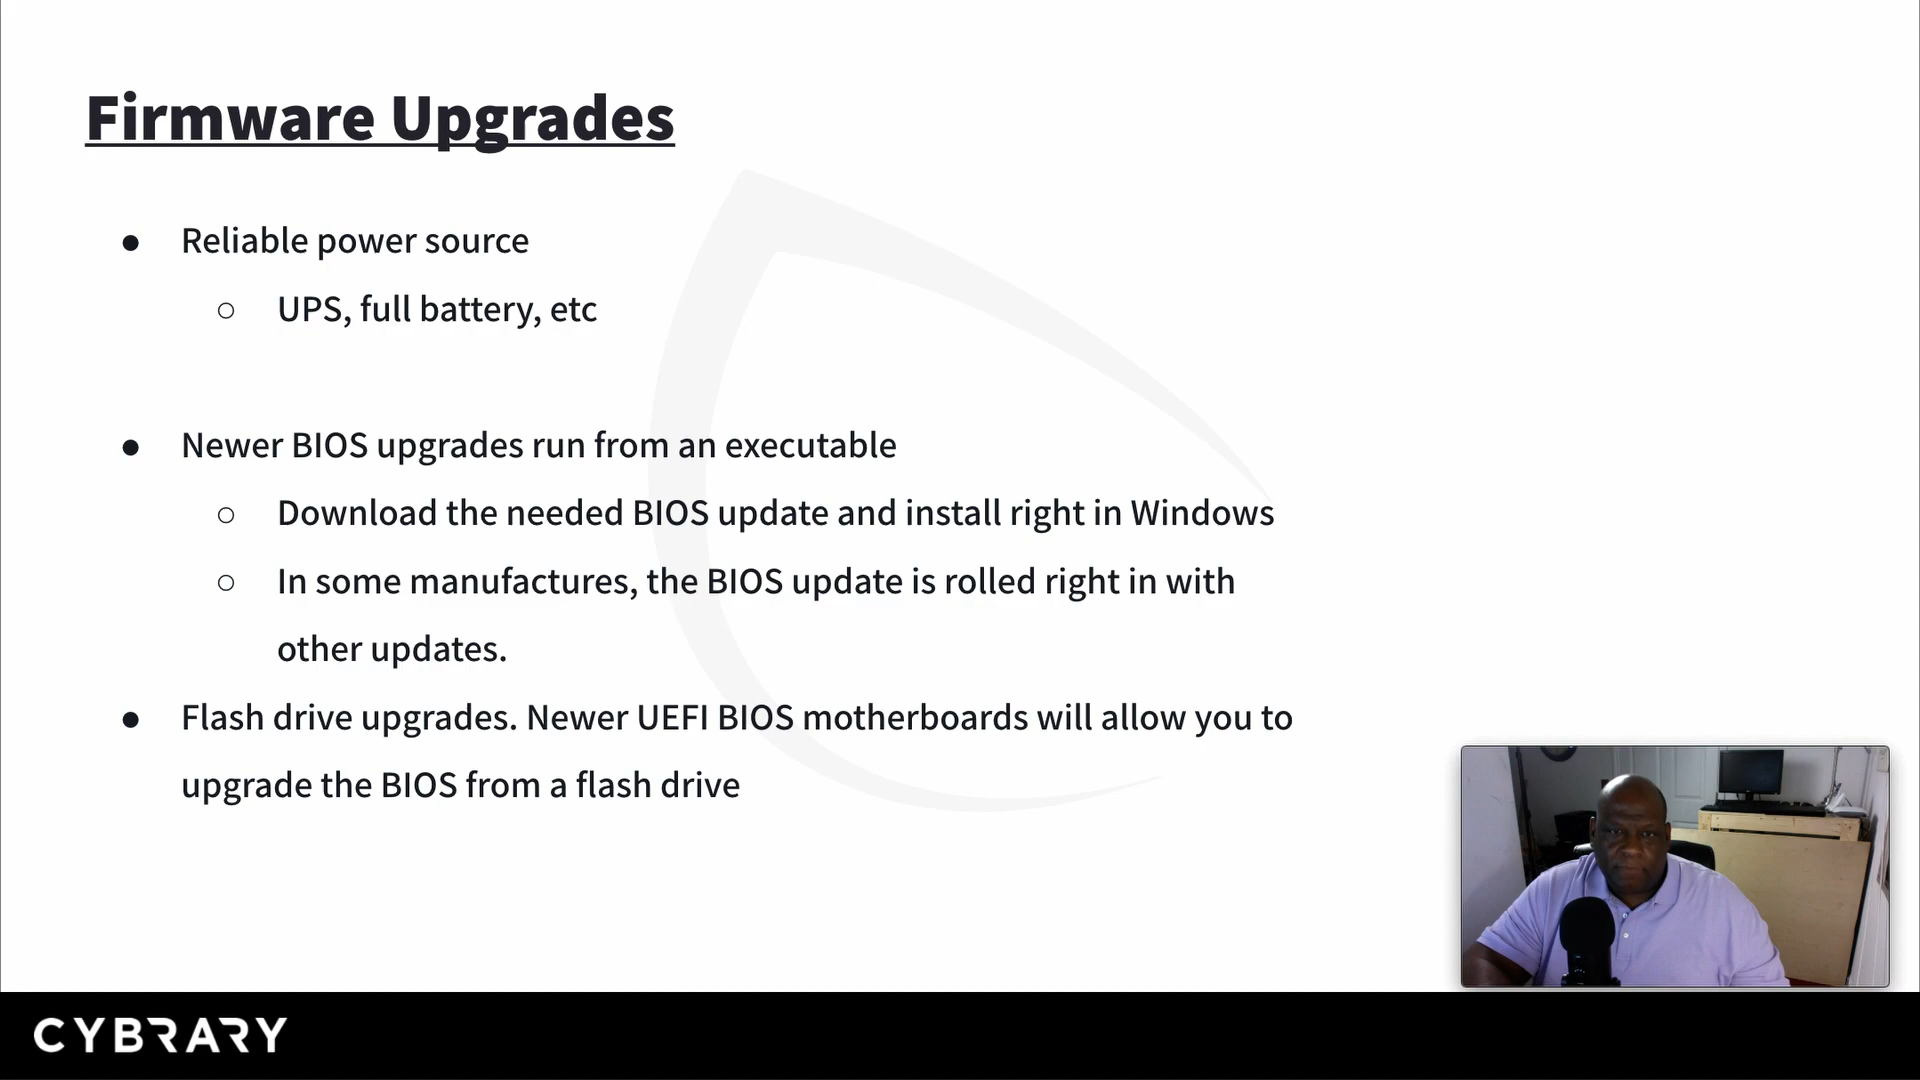 Firmware Upgrades
● Reliable power source
○ UPS, full battery, etc
● Newer BIOS upgrades run from an executable
○ Download the needed BIOS update and install right in Windows
○ In some manufactures, the BIOS update is rolled right in with
other updates.
● Flash drive upgrades. Newer UEFI BIOS motherboards will allow you to
upgrade the BIOS from a flash drive
CYBRARY